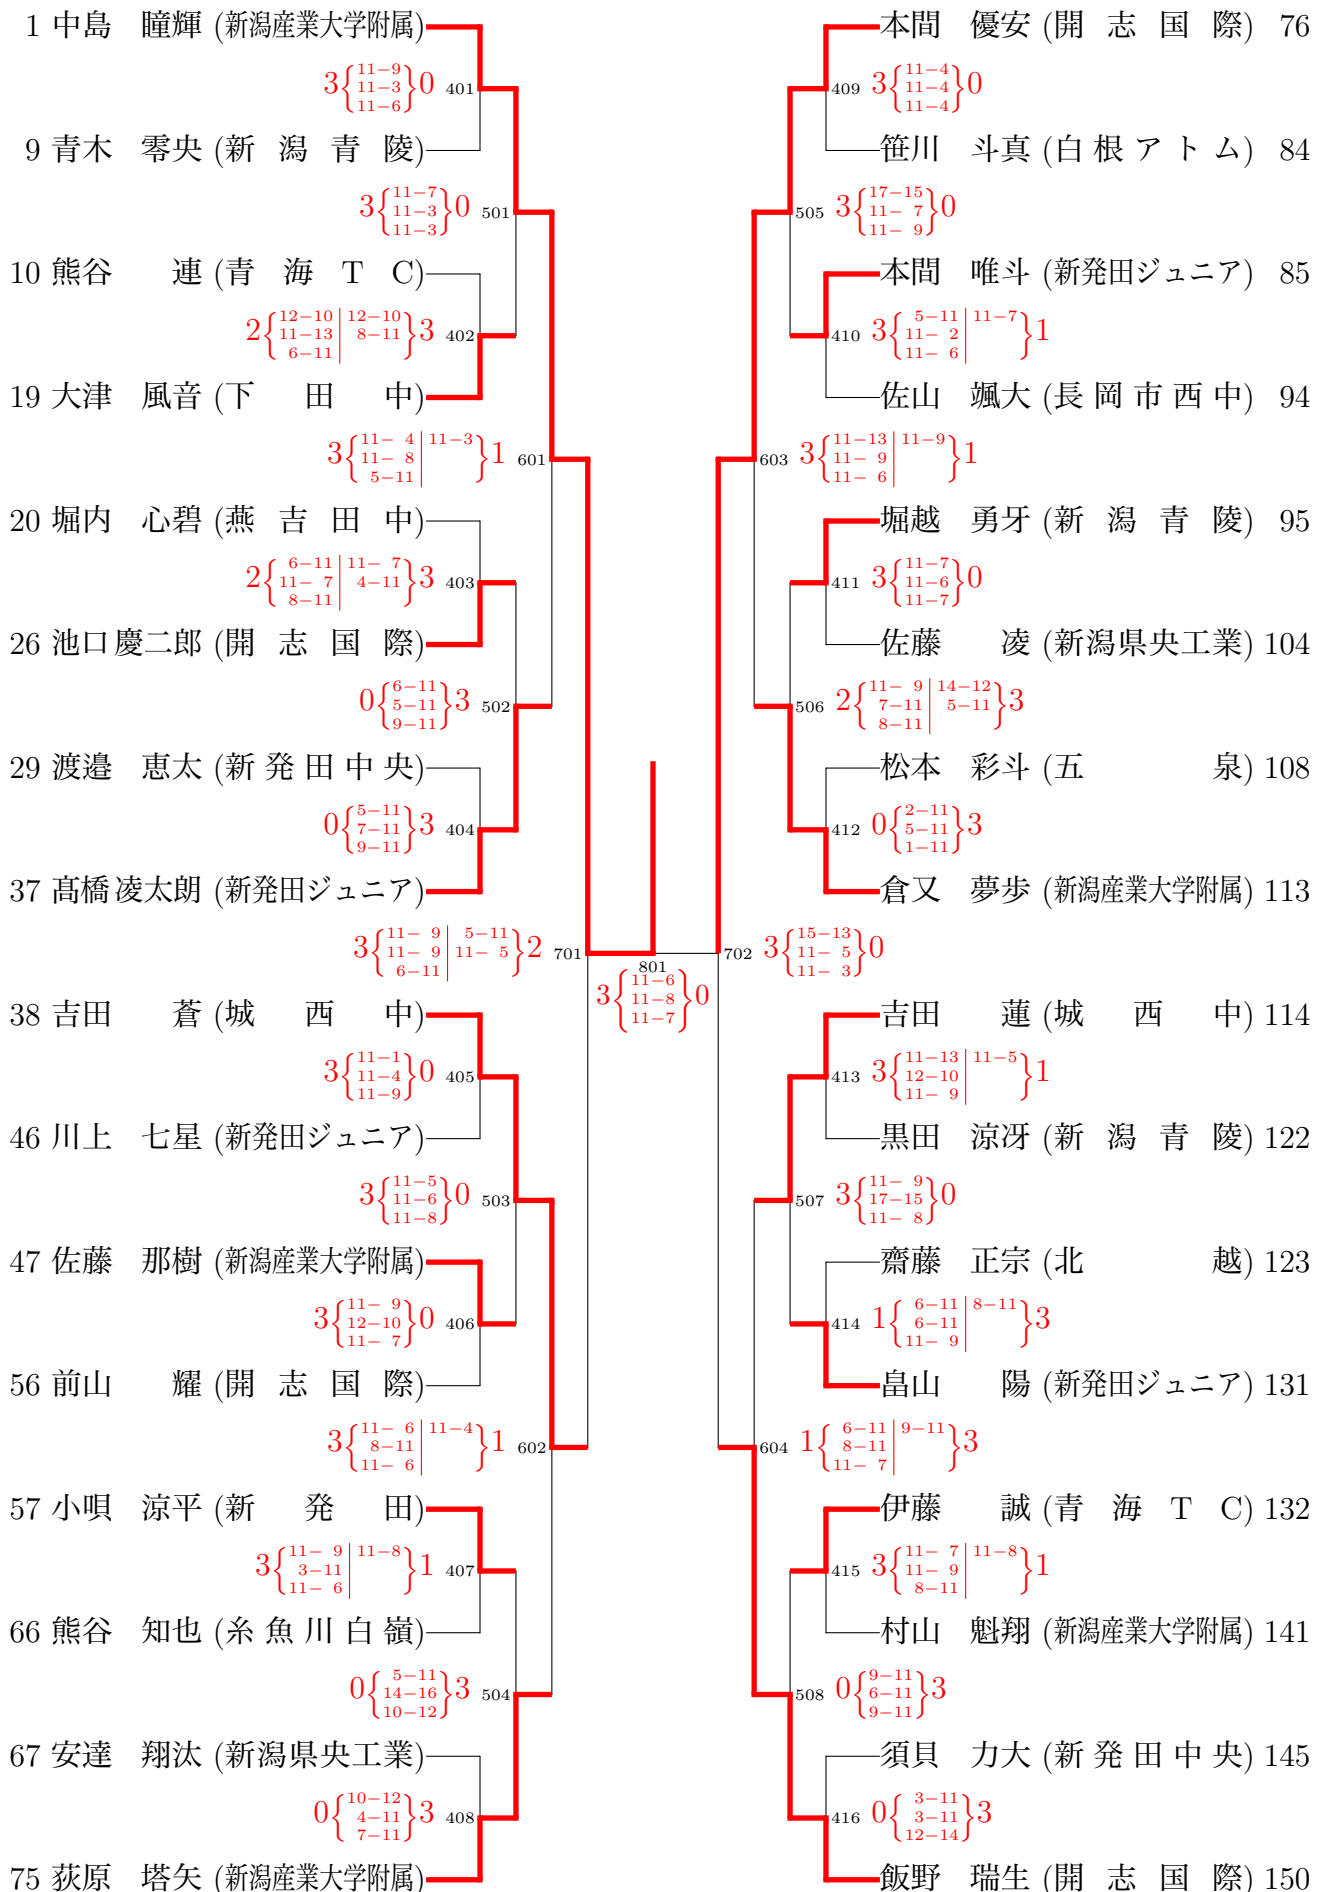 1 中島 瞳輝 (新潟産業大学附属)
3{11-9 11-3 11-6}0 401
9 青木 零央 (新潟青陵)
3{11-7 11-3 11-3}0 501
10 熊谷 連 (青海TC)
2{12-10 11-13 6-11 | 12-10 8-11}3 402
19 大津 風音 (下田中)
3{11-4 11-8 5-11 | 11-3}1 601
20 堀内 心碧 (燕吉田中)
2{6-11 11-7 8-11 | 11-7 4-11}3 403
26 池口慶二郎 (開志国際)
0{6-11 5-11 9-11}3 502
29 渡邉 恵太 (新発田中央)
0{5-11 7-11 9-11}3 404
37 髙橋凌太朗 (新発田ジュニア)
3{11-9 11-9 6-11 | 5-11 11-5}2 701
38 吉田 蒼 (城西中)
3{11-1 11-4 11-9}0 405
46 川上 七星 (新発田ジュニア)
3{11-5 11-6 11-8}0 503
47 佐藤 那樹 (新潟産業大学附属)
3{11-9 12-10 11-7}0 406
56 前山 耀 (開志国際)
3{11-6 8-11 11-6 | 11-4}1 602
57 小唄 涼平 (新発田)
3{11-9 3-11 11-6 | 11-8}1 407
66 熊谷 知也 (糸魚川白嶺)
0{5-11 14-16 10-12}3 504
67 安達 翔汰 (新潟県央工業)
0{10-12 4-11 7-11}3 408
75 荻原 塔矢 (新潟産業大学附属)
801
3{11-6 11-8 11-7}0
本間 優安 (開志国際) 76
409 3{11-4 11-4 11-4}0
笹川 斗真 (白根アトム) 84
505 3{17-15 11-7 11-9}0
本間 唯斗 (新発田ジュニア) 85
410 3{5-11 11-2 11-6 | 11-7}1
佐山 颯大 (長岡市西中) 94
603 3{11-13 11-9 11-6 | 11-9}1
堀越 勇牙 (新潟青陵) 95
411 3{11-7 11-6 11-7}0
佐藤 凌 (新潟県央工業) 104
506 2{11-9 7-11 8-11 | 14-12 5-11}3
松本 彩斗 (五泉) 108
412 0{2-11 5-11 1-11}3
倉又 夢歩 (新潟産業大学附属) 113
702 3{15-13 11-5 11-3}0
吉田 蓮 (城西中) 114
413 3{11-13 12-10 11-9 | 11-5}1
黒田 涼冴 (新潟青陵) 122
507 3{11-9 17-15 11-8}0
齋藤 正宗 (北越) 123
414 1{6-11 6-11 11-9 | 8-11}3
畠山 陽 (新発田ジュニア) 131
604 1{6-11 8-11 11-7 | 9-11}3
伊藤 誠 (青海TC) 132
415 3{11-7 11-9 8-11 | 11-8}1
村山 魁翔 (新潟産業大学附属) 141
508 0{9-11 6-11 9-11}3
須貝 力大 (新発田中央) 145
416 0{3-11 3-11 12-14}3
飯野 瑞生 (開志国際) 150